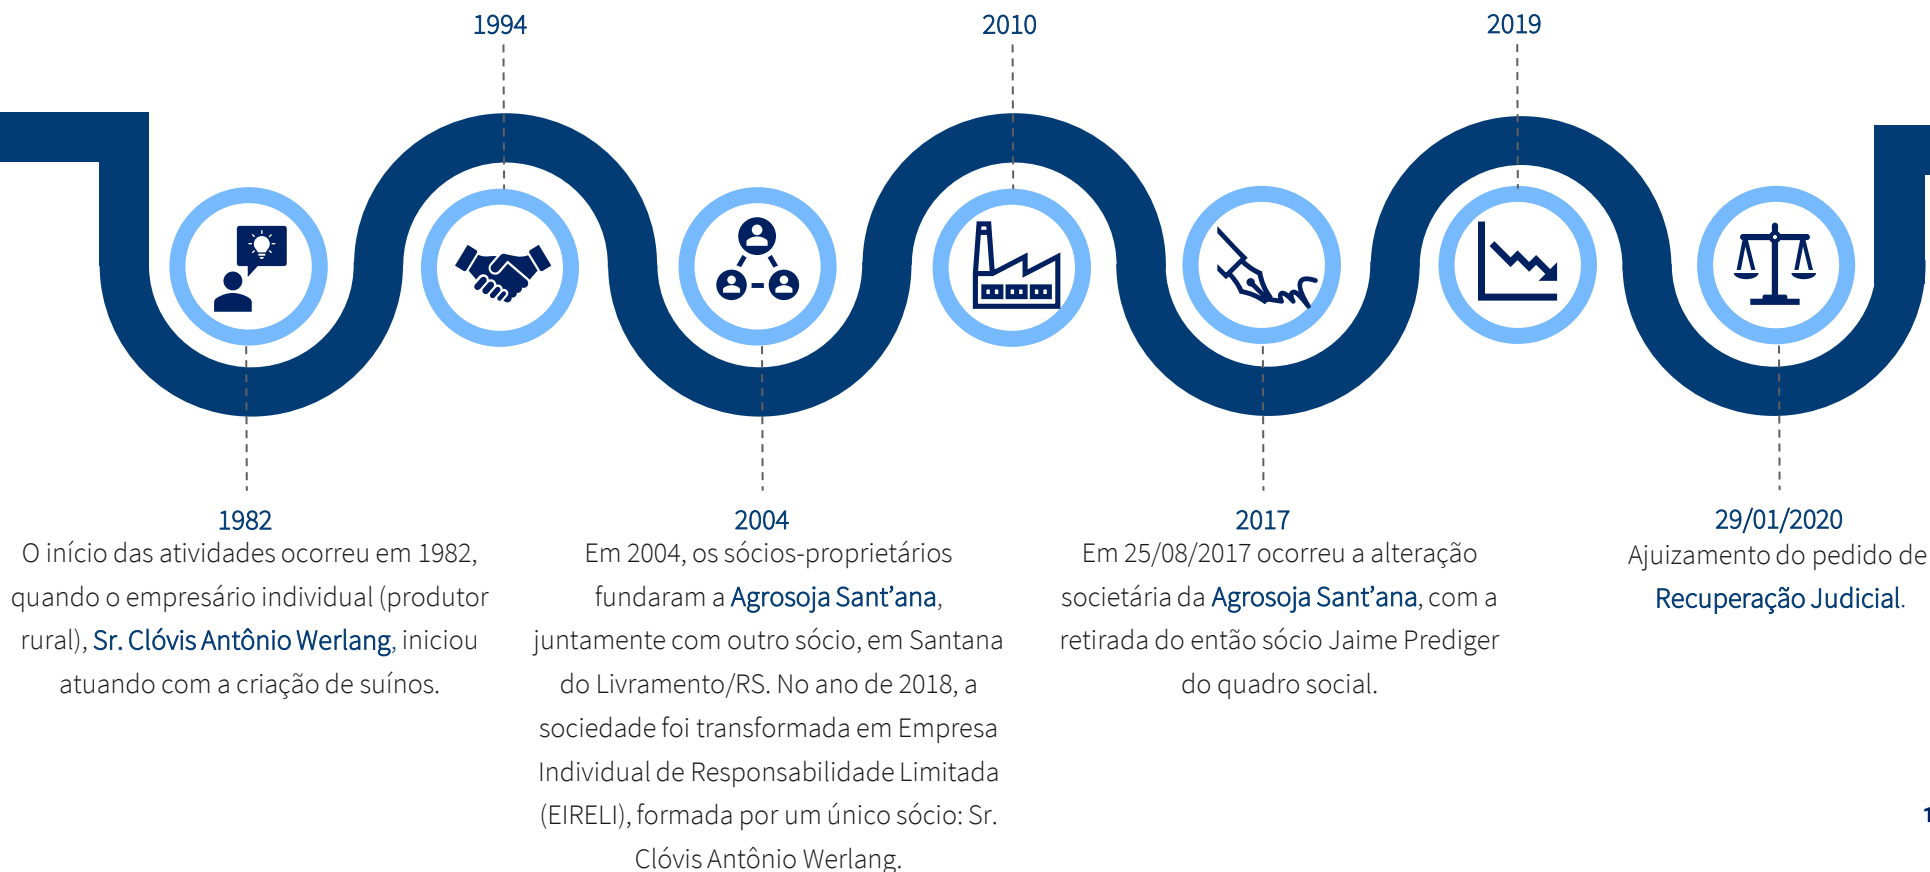 1994
2010
2019
1982
O início das atividades ocorreu em 1982,
quando o empresário individual (produtor
rural), Sr. Clóvis Antônio Werlang, iniciou
atuando com a criação de suínos.
2004
Em 2004, os sócios-proprietários
fundaram a Agrosoja Sant’ana,
juntamente com outro sócio, em Santana
do Livramento/RS. No ano de 2018, a
sociedade foi transformada em Empresa
Individual de Responsabilidade Limitada
(EIRELI), formada por um único sócio: Sr.
Clóvis Antônio Werlang.
2017
Em 25/08/2017 ocorreu a alteração
societária da Agrosoja Sant’ana, com a
retirada do então sócio Jaime Prediger
do quadro social.
29/01/2020
Ajuizamento do pedido de
Recuperação Judicial.